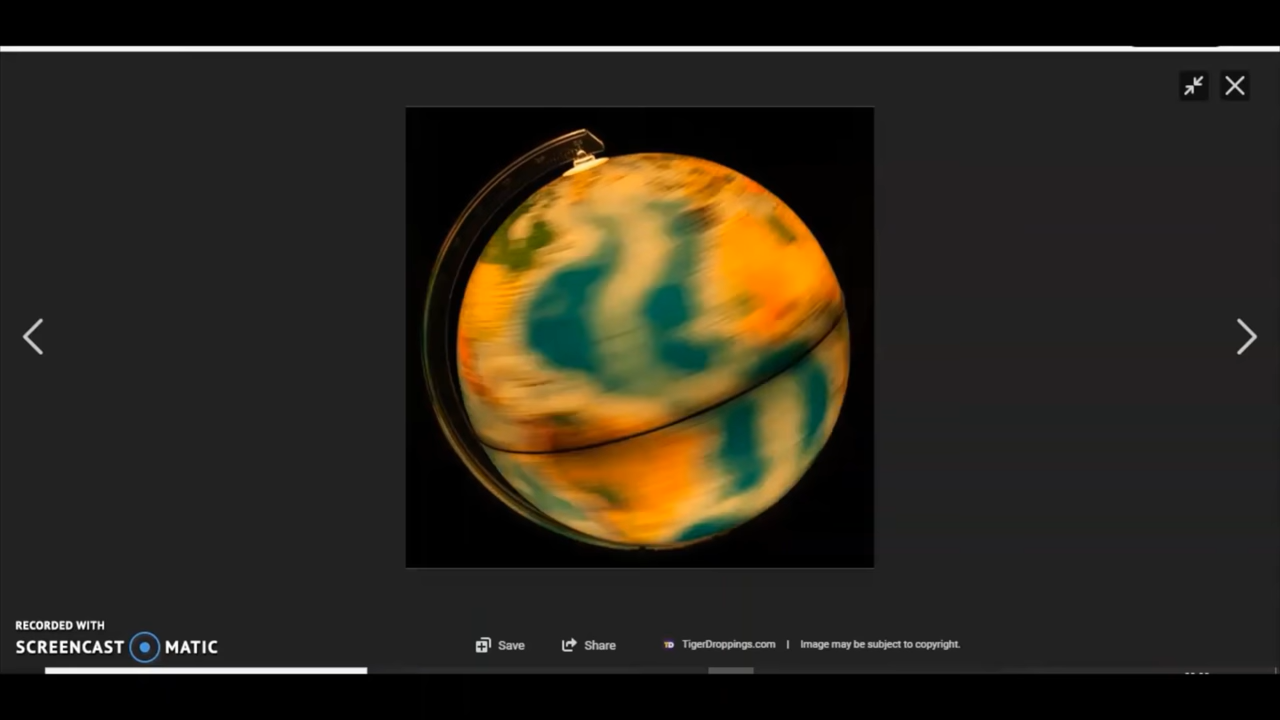 RECORDED WITH
SCREENCAST MATIC
Save
Share
TigerDroppings.com | Image may be subject to copyright.